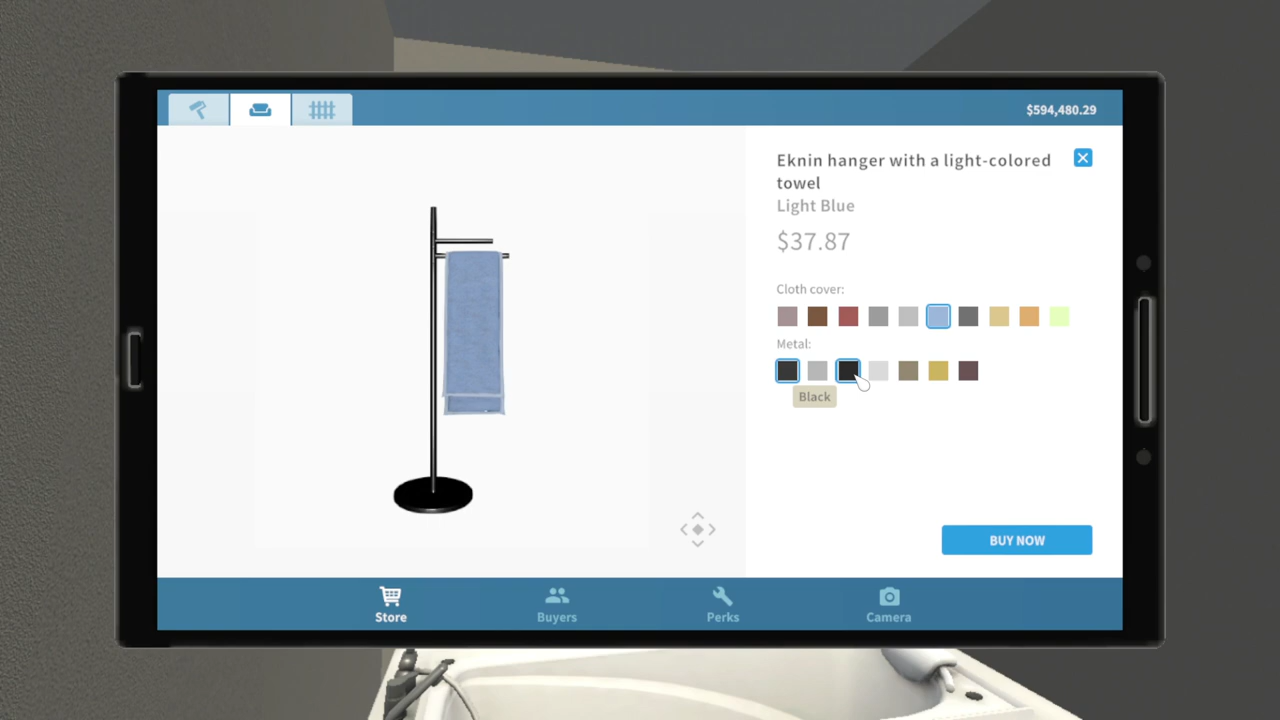 $594,480.29
Eknin hanger with a light-colored
towel
Light Blue
$37.87
Cloth cover:
Metal:
Black
BUY NOW
Store
Buyers
Perks
Camera